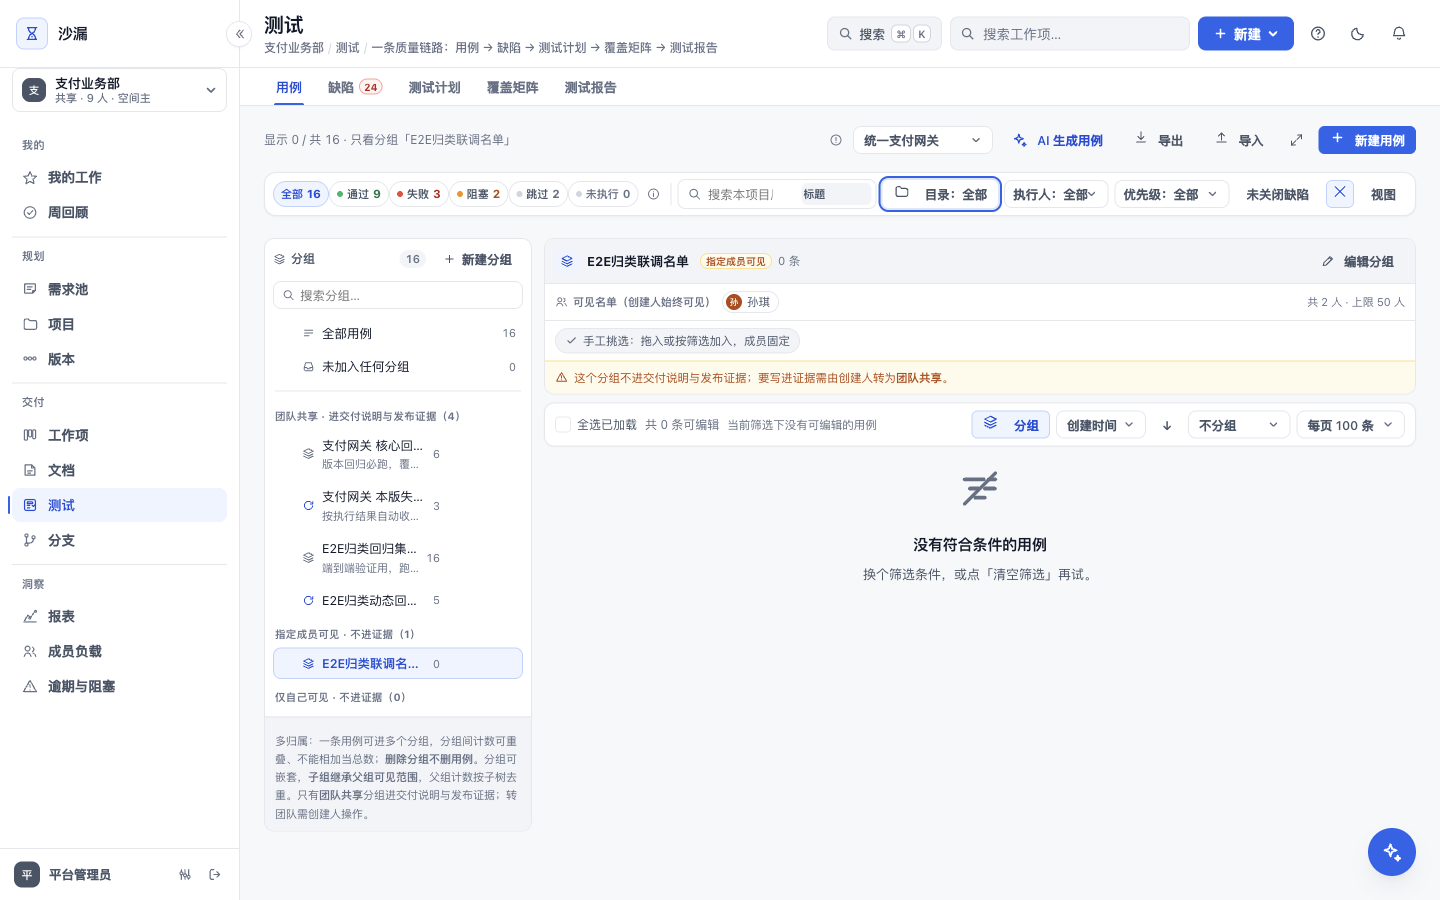 沙漏
支
支付业务部
共享 · 9 人 · 空间主
我的
我的工作
周回顾
规划
需求池
项目
版本
交付
工作项
文档
测试
分支
洞察
报表
成员负载
逾期与阻塞
平
平台管理员
测试
支付业务部 / 测试 / 一条质量链路：用例 → 缺陷 → 测试计划 → 覆盖矩阵 → 测试报告
搜索 ⌘ K
搜索工作项...
新建
用例
缺陷 24
测试计划
覆盖矩阵
测试报告
显示 0 / 共 16 · 只看分组「E2E归类联调名单」
统一支付网关
AI 生成用例
导出
导入
新建用例
全部 16
通过 9
失败 3
阻塞 2
跳过 2
未执行 0
搜索本项目
标题
目录：全部
执行人：全部
优先级：全部
未关闭缺陷
视图
分组
16
新建分组
搜索分组...
全部用例 16
未加入任何分组 0
团队共享 · 进交付说明与发布证据（4）
支付网关 核心回... 6
版本回归必跑，覆...
支付网关 本版失... 3
按执行结果自动收...
E2E归类回归集... 16
端到端验证用，跑...
E2E归类动态回... 5
指定成员可见 · 不进证据（1）
E2E归类联调名... 0
仅自己可见 · 不进证据（0）
多归属：一条用例可进多个分组，分组间计数可重
叠、不能相加当总数；删除分组不删用例。分组可
嵌套，子组继承父组可见范围，父组计数按子树去
重。只有团队共享分组进交付说明与发布证据；转
团队需创建人操作。
E2E归类联调名单
指定成员可见
0 条
编辑分组
可见名单（创建人始终可见）
孙
孙琪
共 2 人 · 上限 50 人
手工挑选：拖入或按筛选加入，成员固定
这个分组不进交付说明与发布证据；要写进证据需由创建人转为团队共享。
全选已加载
共 0 条可编辑
当前筛选下没有可编辑的用例
分组
创建时间
不分组
每页 100 条
没有符合条件的用例
换个筛选条件，或点「清空筛选」再试。